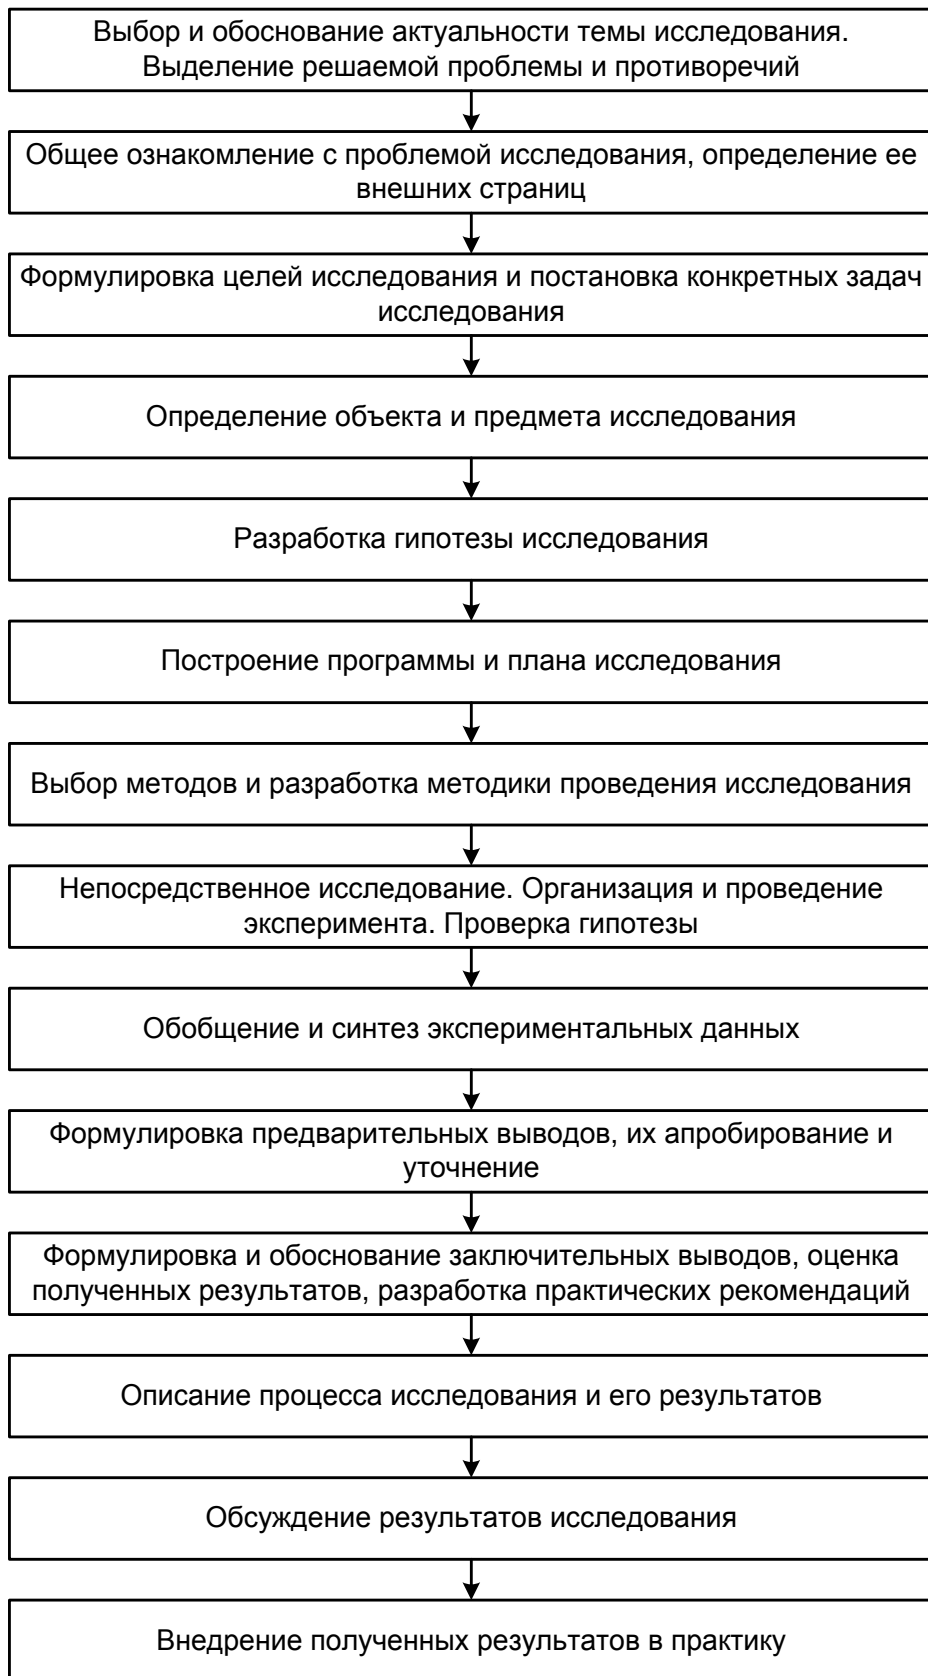 Выбор и обоснование актуальности темы исследования.
Выделение решаемой проблемы и противоречий
Общее ознакомление с проблемой исследования, определение ее
внешних страниц
Формулировка целей исследования и постановка конкретных задач
исследования
Определение объекта и предмета исследования
Разработка гипотезы исследования
Построение программы и плана исследования
Выбор методов и разработка методики проведения исследования
Непосредственное исследование. Организация и проведение
эксперимента. Проверка гипотезы
Обобщение и синтез экспериментальных данных
Формулировка предварительных выводов, их апробирование и
уточнение
Формулировка и обоснование заключительных выводов, оценка
полученных результатов, разработка практических рекомендаций
Описание процесса исследования и его результатов
Обсуждение результатов исследования
Внедрение полученных результатов в практику